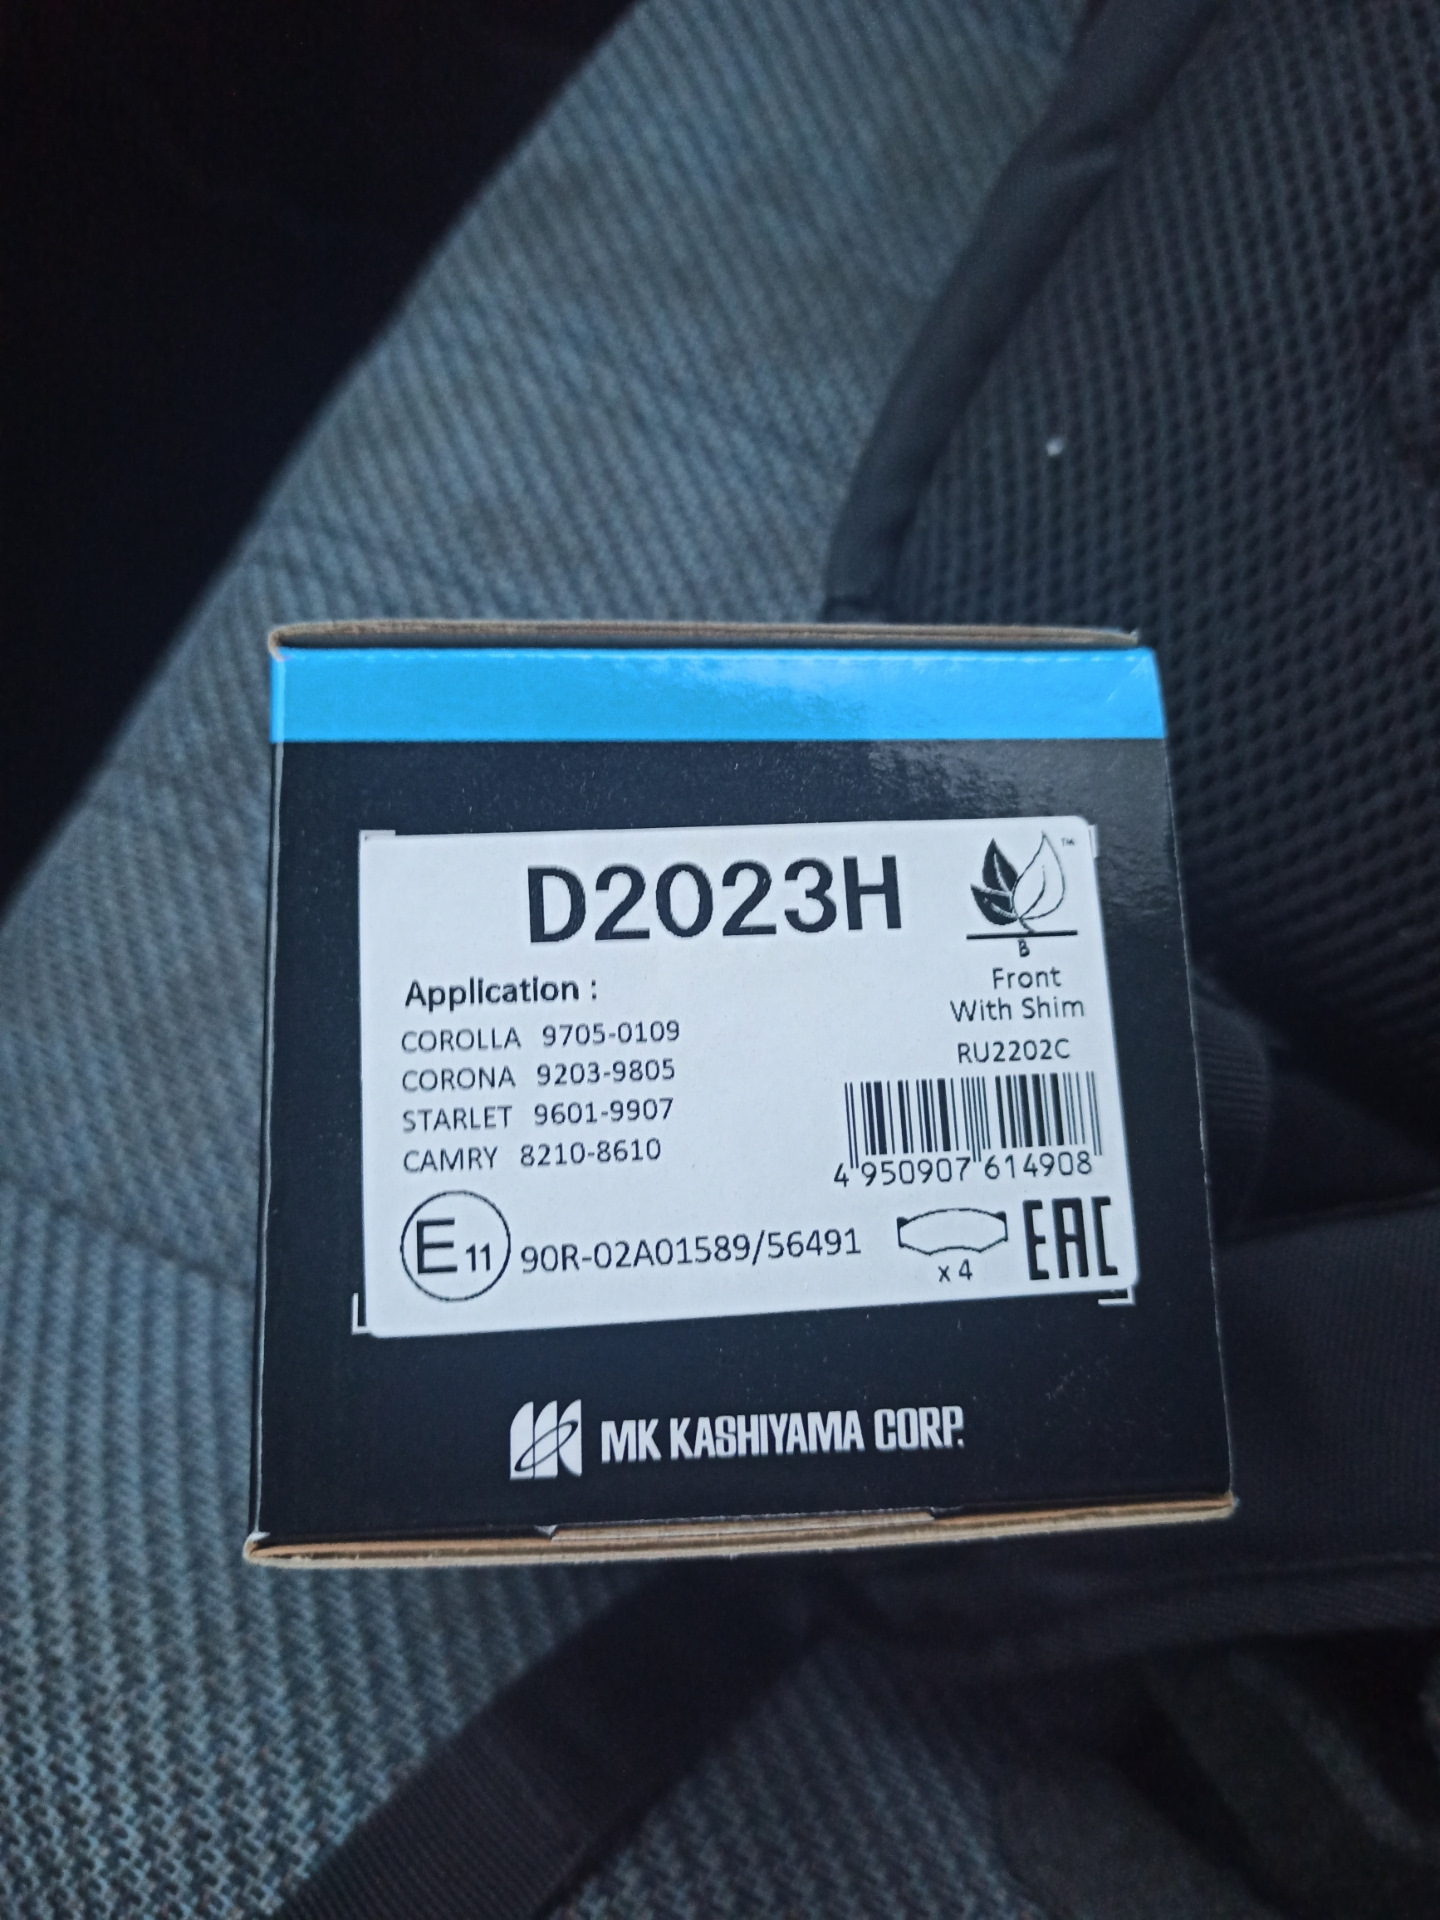 D2023H
TM
B
Application :
Front
With Shim
COROLLA 9705-0109
RU2202C
CORONA 9203-9805
STARLET 9601-9907
CAMRY 8210-8610
4 950907 614908
E 11 90R-02A01589/56491
x 4
EAC
MK KASHIYAMA CORP.